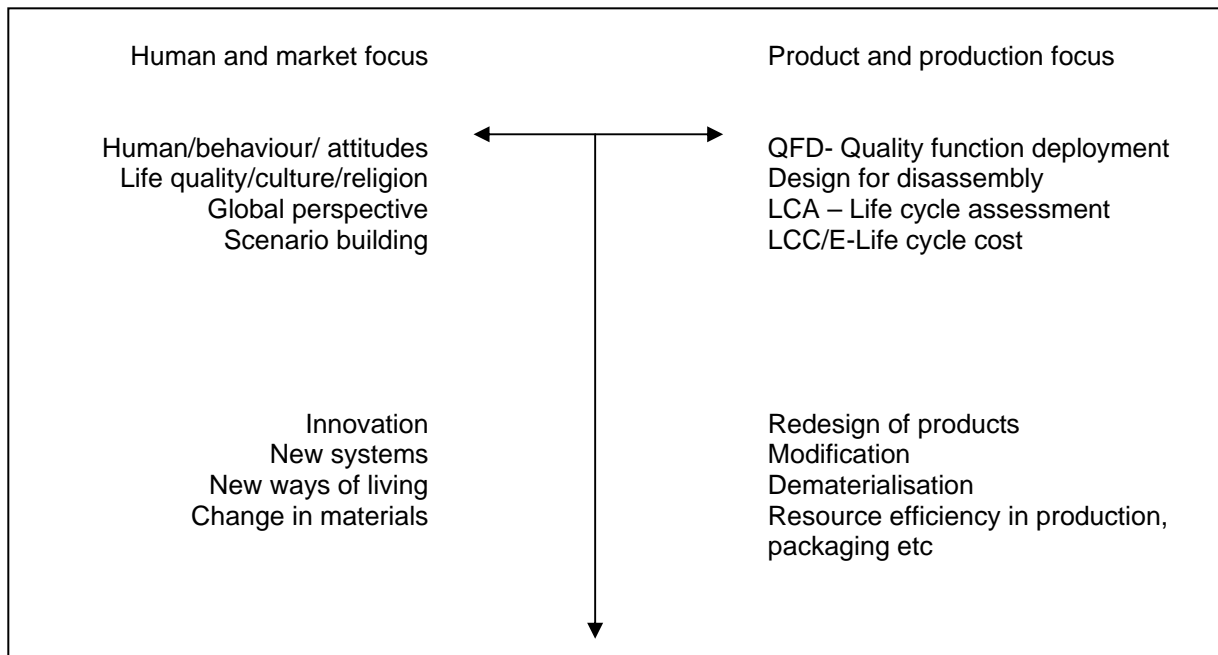 Human and market focus
Product and production focus
Human/behaviour/ attitudes
Life quality/culture/religion
Global perspective
Scenario building
QFD- Quality function deployment
Design for disassembly
LCA – Life cycle assessment
LCC/E-Life cycle cost
Innovation
New systems
New ways of living
Change in materials
Redesign of products
Modification
Dematerialisation
Resource efficiency in production,
packaging etc